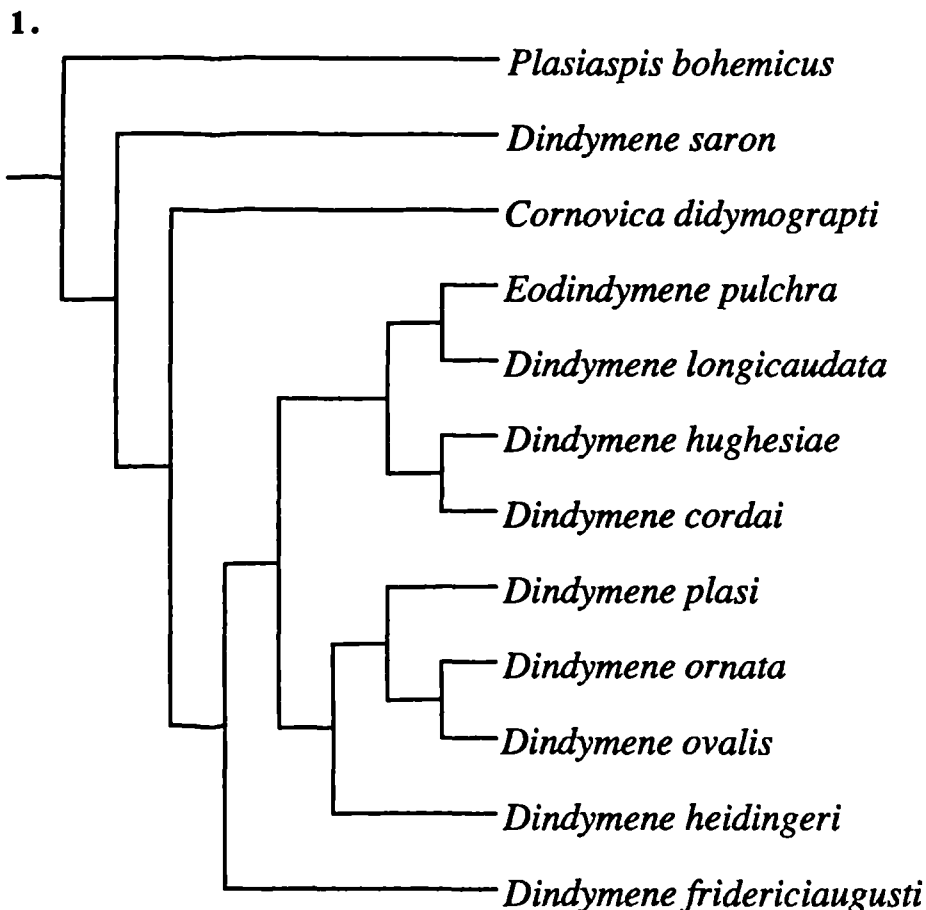 1.
Plasiaspis bohemicus
Dindymene saron
Cornovica didymograpti
Eodindymene pulchra
Dindymene longicaudata
Dindymene hughesiae
Dindymene cordai
Dindymene plasi
Dindymene ornata
Dindymene ovalis
Dindymene heidingeri
Dindymene fridericiaugusti